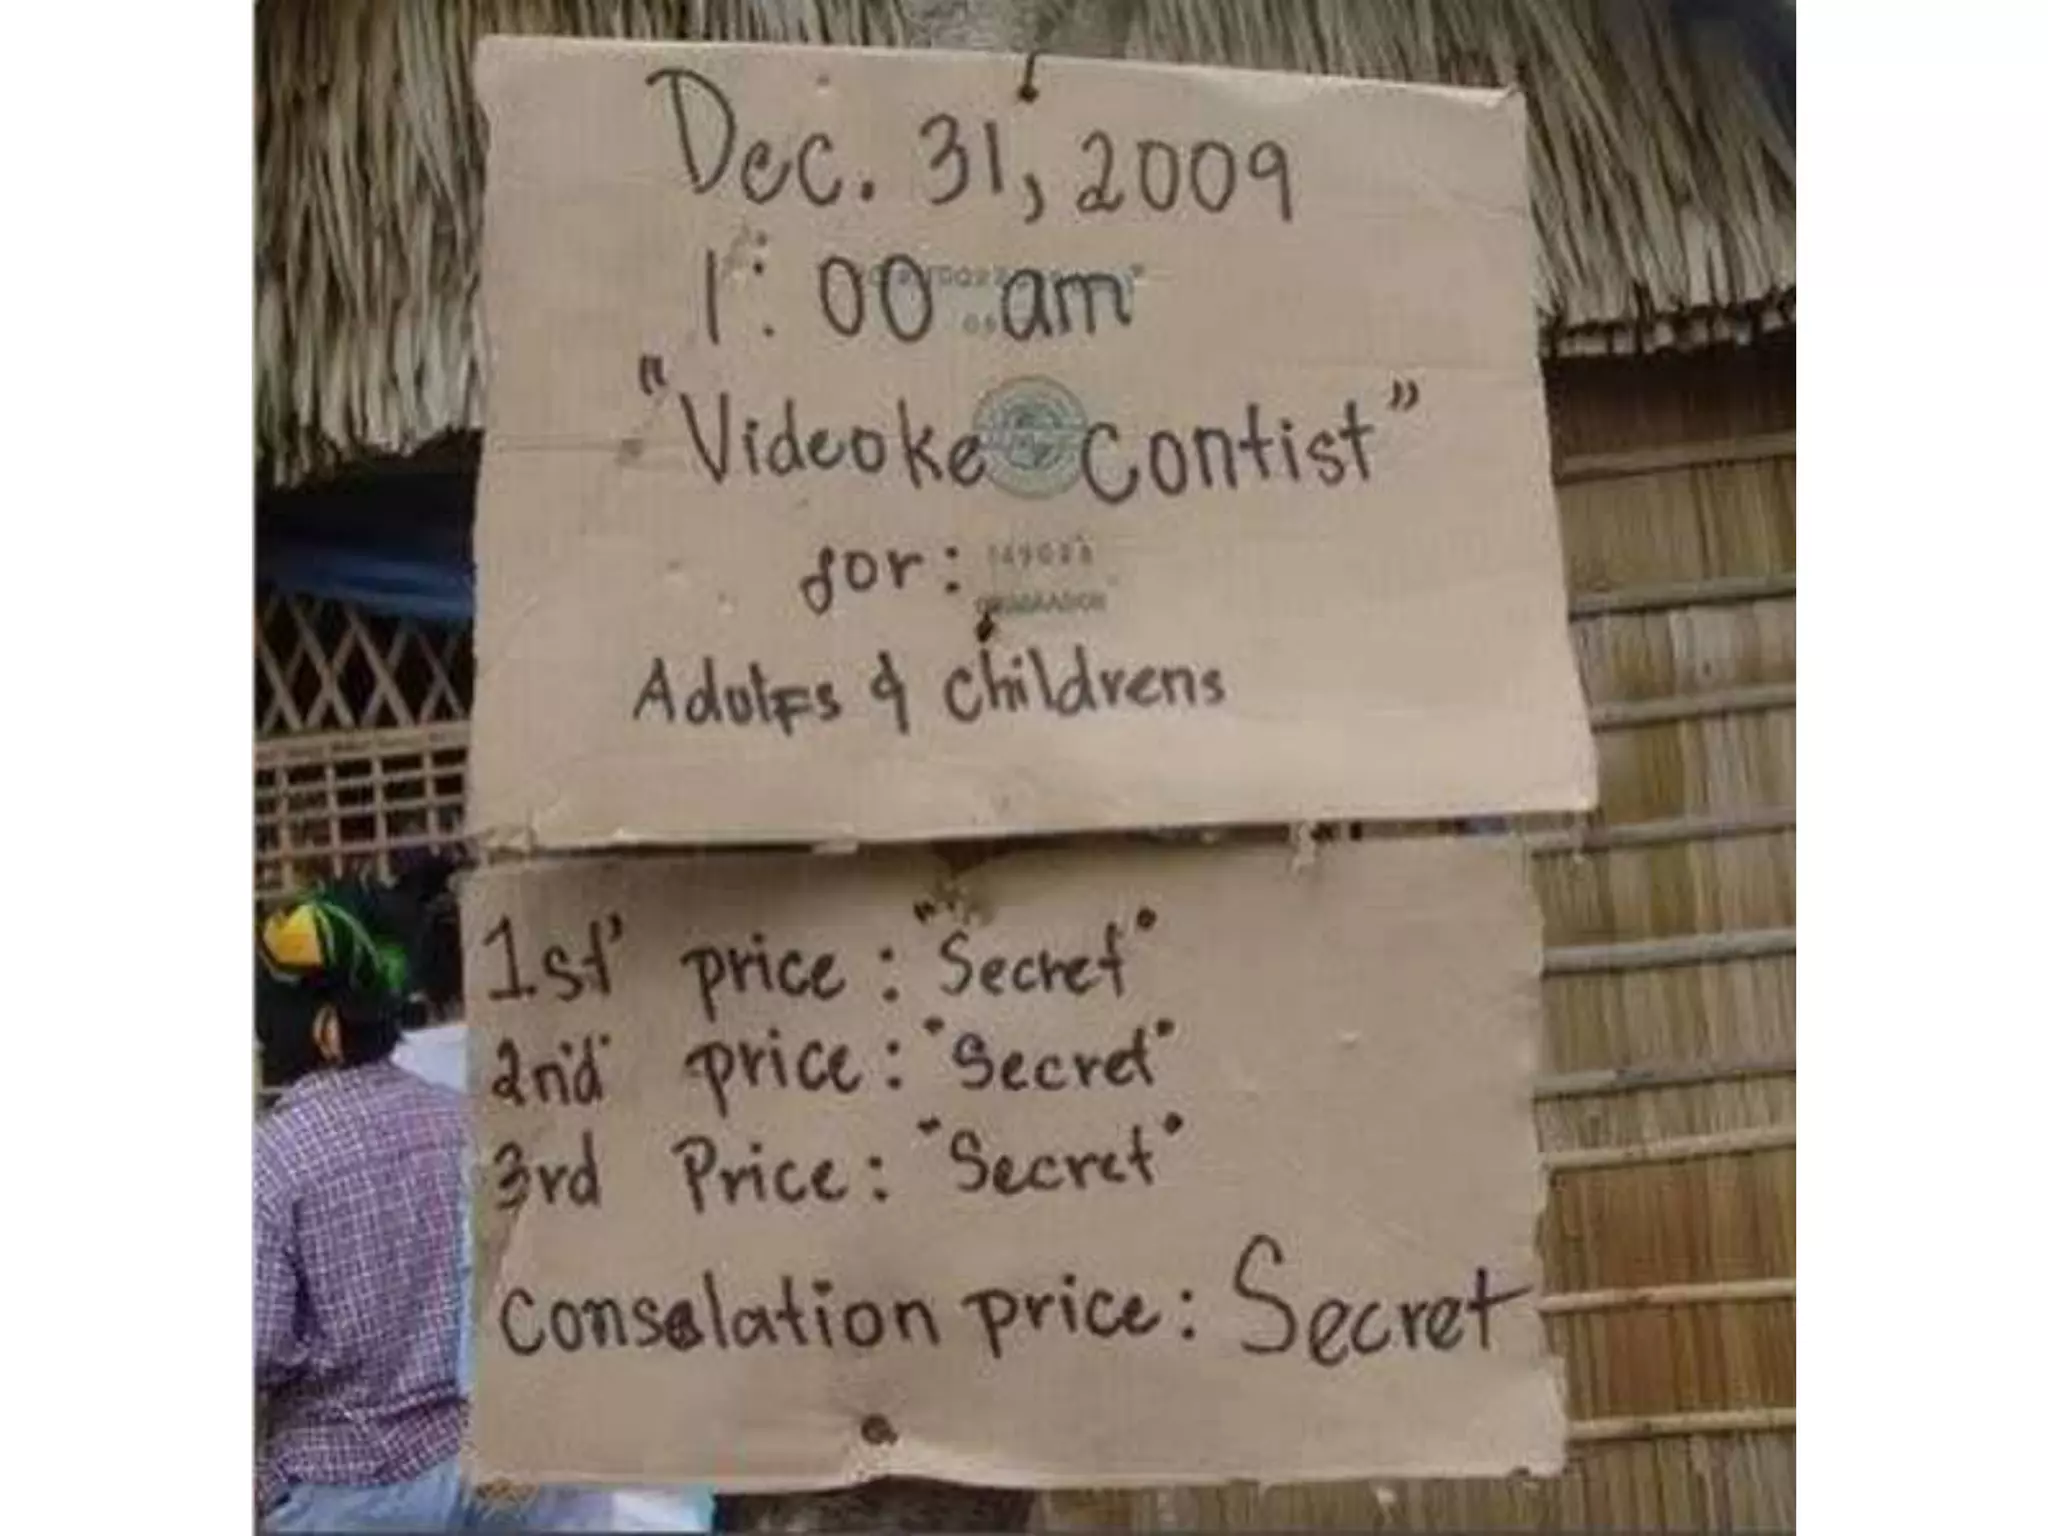 Dec. 31, 2009
1:00 am
"Videoke Contist"
for:
Adults & childrens
1st price: "Secret"
2nd price: "Secret"
3rd Price: "Secret"
Consolation price: Secret